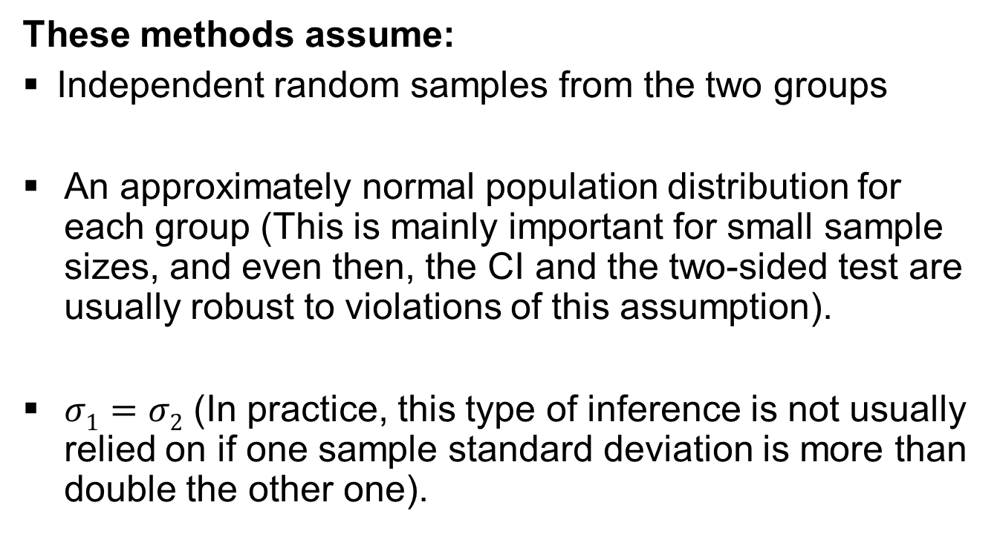 These methods assume:
▪ Independent random samples from the two groups
▪ An approximately normal population distribution for
each group (This is mainly important for small sample
sizes, and even then, the CI and the two-sided test are
usually robust to violations of this assumption).
▪ 𝜎₁ = 𝜎₂ (In practice, this type of inference is not usually
relied on if one sample standard deviation is more than
double the other one).